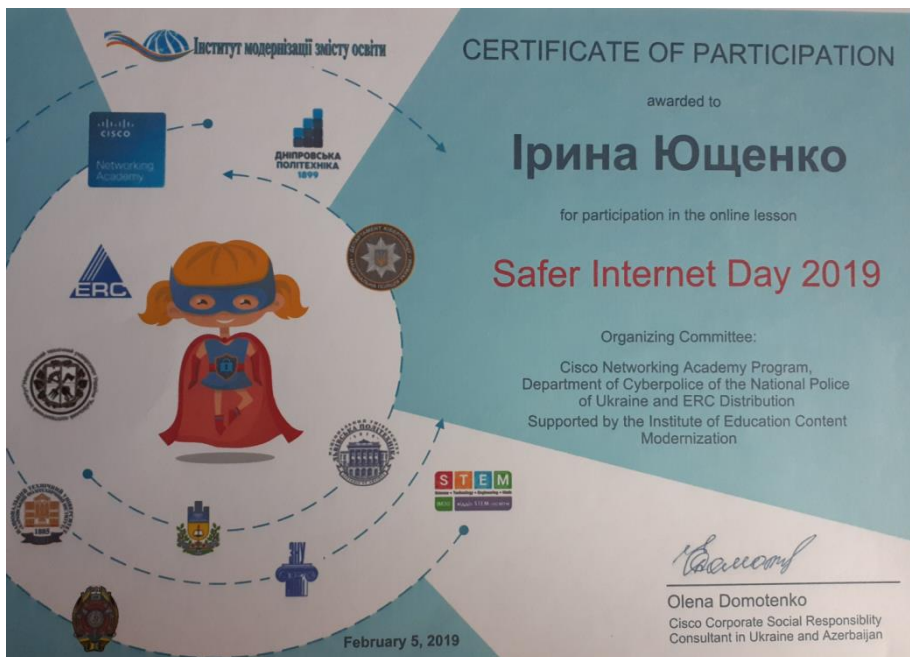 Інститут модернізації змісту освіти
CERTIFICATE OF PARTICIPATION
awarded to
Ірина Ющенко
for participation in the online lesson
Safer Internet Day 2019
Organizing Committee:
Cisco Networking Academy Program,
Department of Cyberpolice of the National Police
of Ukraine and ERC Distribution
Supported by the Institute of Education Content
Modernization
CISCO
Networking
Academy
ДНІПРОВСЬКА
ПОЛІТЕХНІКА
1899
ERC
ЛЬВІВСЬКА ПОЛІТЕХНІКА
STEM
1885
ЗНУ
Olena Domotenko
Cisco Corporate Social Responsiblity
Consultant in Ukraine and Azerbaijan
February 5, 2019